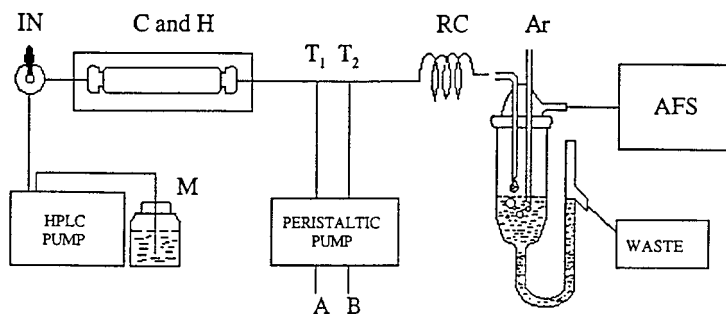 IN
C and H
T1 T2
RC
Ar
AFS
M
HPLC
PUMP
PERISTALTIC
PUMP
WASTE
A B